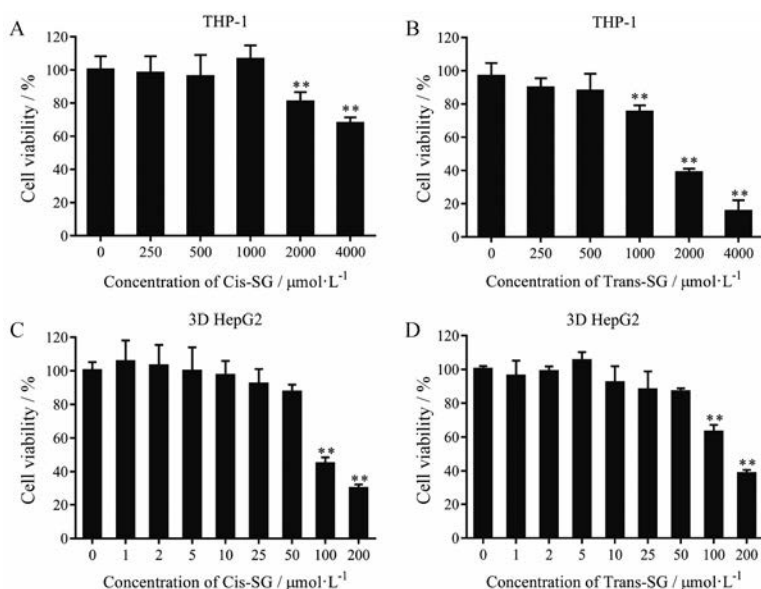 A
THP-1
Cell viability / %
120
100
80
60
40
20
0
** **
0 250 500 1000 2000 4000
Concentration of Cis-SG / μmol·L⁻¹
B
THP-1
Cell viability / %
120
100
80
60
40
20
0
** ** **
0 250 500 1000 2000 4000
Concentration of Trans-SG / μmol·L⁻¹
C
3D HepG2
Cell viability / %
120
100
80
60
40
20
0
** **
0 1 2 5 10 25 50 100 200
Concentration of Cis-SG / μmol·L⁻¹
D
3D HepG2
Cell viability / %
120
100
80
60
40
20
0
** **
0 1 2 5 10 25 50 100 200
Concentration of Trans-SG / μmol·L⁻¹